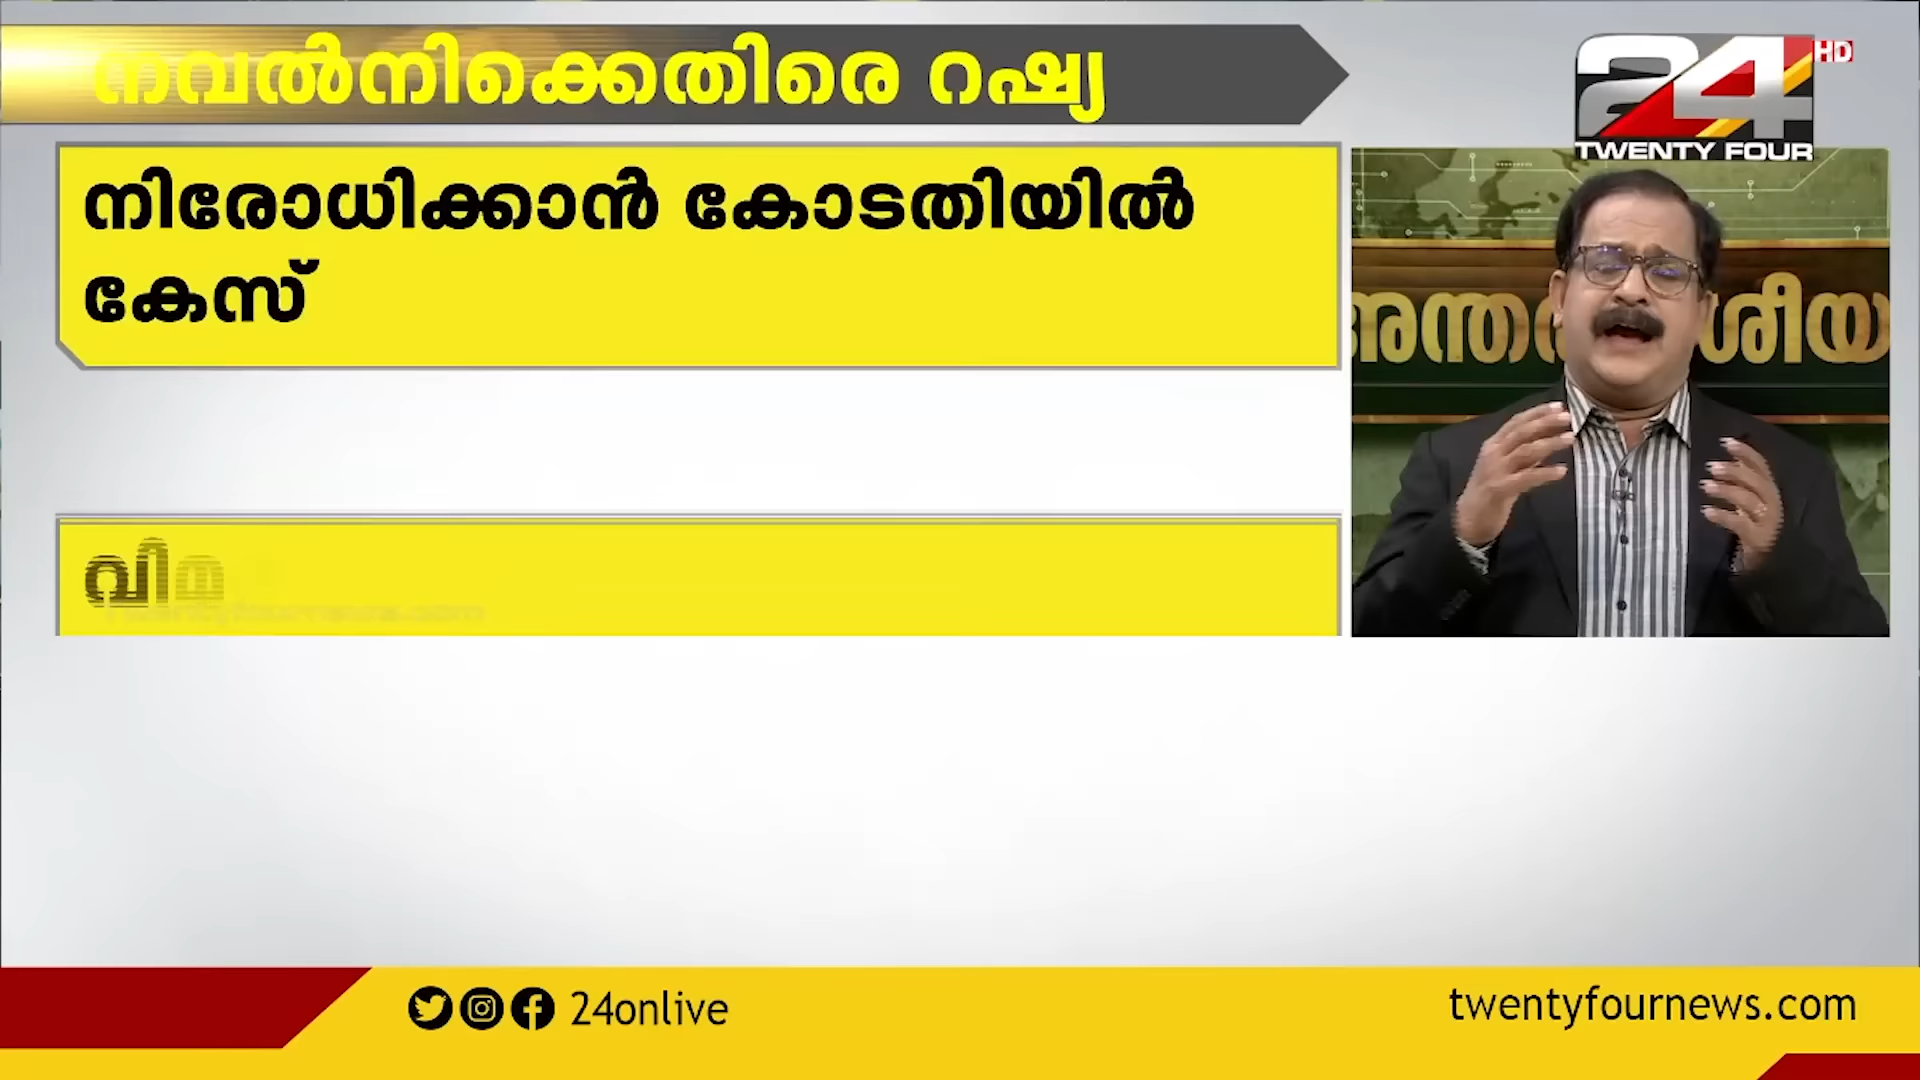 നവൽനിക്കെതിരെ റഷ്യ
24 HD
TWENTY FOUR
നിരോധിക്കാൻ കോടതിയിൽ
കേസ്
24onlive
twentyfournews.com